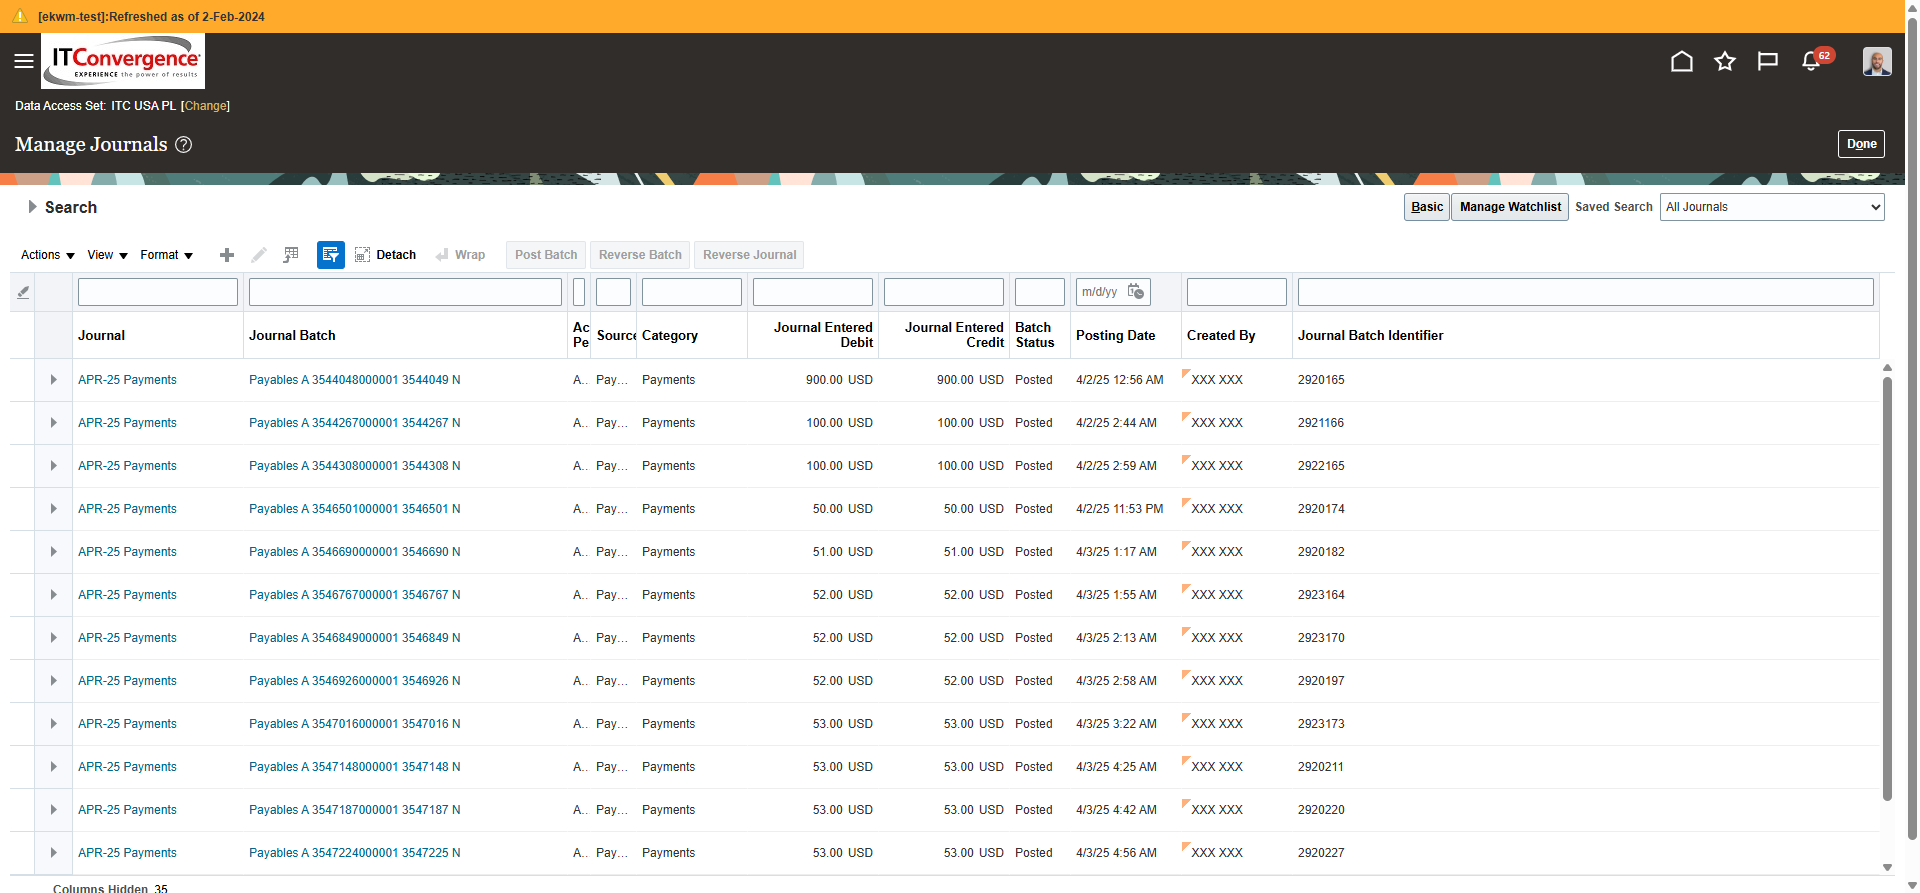 [ekwm-test]:Refreshed as of 2-Feb-2024
ITConvergence
EXPERIENCE the power of results
62
Data Access Set: ITC USA PL [Change]
Manage Journals
Done
Search
Basic Manage Watchlist Saved Search All Journals
Actions View Format Detach Wrap Post Batch Reverse Batch Reverse Journal
m/d/yy
Journal Journal Batch Ac Pe Source Category Journal Entered Debit Journal Entered Credit Batch Status Posting Date Created By Journal Batch Identifier
APR-25 Payments Payables A 3544048000001 3544049 N A... Pay... Payments 900.00 USD 900.00 USD Posted 4/2/25 12:56 AM XXX XXX 2920165
APR-25 Payments Payables A 3544267000001 3544267 N A... Pay... Payments 100.00 USD 100.00 USD Posted 4/2/25 2:44 AM XXX XXX 2921166
APR-25 Payments Payables A 3544308000001 3544308 N A... Pay... Payments 100.00 USD 100.00 USD Posted 4/2/25 2:59 AM XXX XXX 2922165
APR-25 Payments Payables A 3546501000001 3546501 N A... Pay... Payments 50.00 USD 50.00 USD Posted 4/2/25 11:53 PM XXX XXX 2920174
APR-25 Payments Payables A 3546690000001 3546690 N A... Pay... Payments 51.00 USD 51.00 USD Posted 4/3/25 1:17 AM XXX XXX 2920182
APR-25 Payments Payables A 3546767000001 3546767 N A... Pay... Payments 52.00 USD 52.00 USD Posted 4/3/25 1:55 AM XXX XXX 2923164
APR-25 Payments Payables A 3546849000001 3546849 N A... Pay... Payments 52.00 USD 52.00 USD Posted 4/3/25 2:13 AM XXX XXX 2923170
APR-25 Payments Payables A 3546926000001 3546926 N A... Pay... Payments 52.00 USD 52.00 USD Posted 4/3/25 2:58 AM XXX XXX 2920197
APR-25 Payments Payables A 3547016000001 3547016 N A... Pay... Payments 53.00 USD 53.00 USD Posted 4/3/25 3:22 AM XXX XXX 2923173
APR-25 Payments Payables A 3547148000001 3547148 N A... Pay... Payments 53.00 USD 53.00 USD Posted 4/3/25 4:25 AM XXX XXX 2920211
APR-25 Payments Payables A 3547187000001 3547187 N A... Pay... Payments 53.00 USD 53.00 USD Posted 4/3/25 4:42 AM XXX XXX 2920220
APR-25 Payments Payables A 3547224000001 3547225 N A... Pay... Payments 53.00 USD 53.00 USD Posted 4/3/25 4:56 AM XXX XXX 2920227
Columns Hidden 35